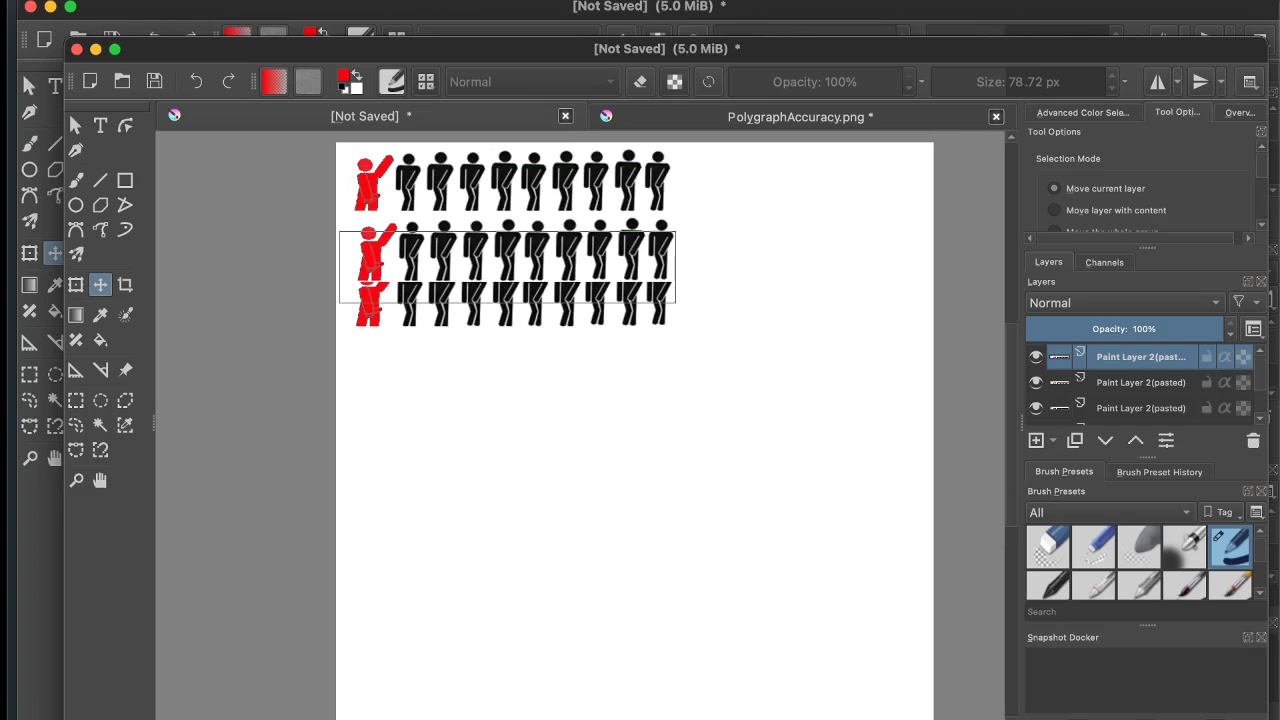 [Not Saved] (5.0 MiB) *
[Not Saved] (5.0 MiB) *
Normal
Opacity: 100%
Size: 78.72 px
[Not Saved] *
PolygraphAccuracy.png *
Advanced Color Sele...
Tool Opti...
Overv...
Tool Options
Selection Mode
Move current layer
Move layer with content
Layers
Channels
Layers
Normal
Opacity: 100%
Paint Layer 2(past...
Paint Layer 2(pasted)
Paint Layer 2(pasted)
Brush Presets
Brush Preset History
Brush Presets
All
Tag
Search
Snapshot Docker